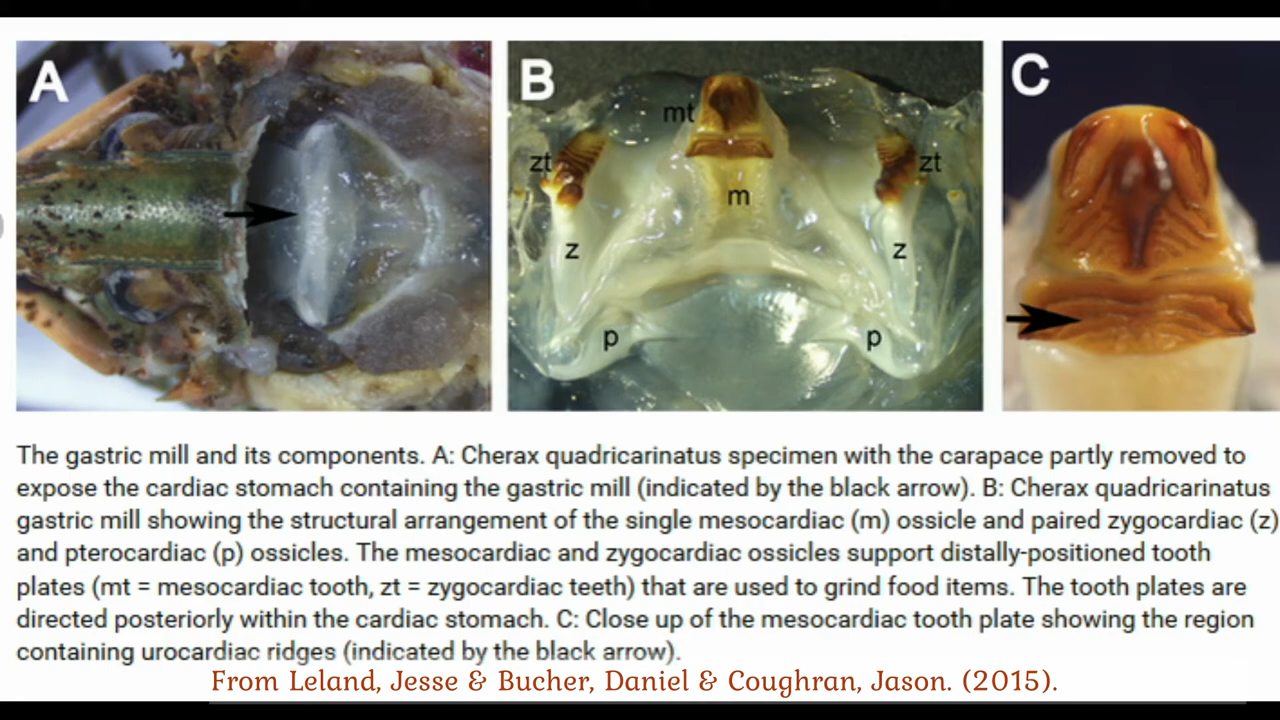 A
B
C
mt
zt
zt
m
z
z
p
p
The gastric mill and its components. A: Cherax quadricarinatus specimen with the carapace partly removed to
expose the cardiac stomach containing the gastric mill (indicated by the black arrow). B: Cherax quadricarinatus
gastric mill showing the structural arrangement of the single mesocardiac (m) ossicle and paired zygocardiac (z)
and pterocardiac (p) ossicles. The mesocardiac and zygocardiac ossicles support distally-positioned tooth
plates (mt = mesocardiac tooth, zt = zygocardiac teeth) that are used to grind food items. The tooth plates are
directed posteriorly within the cardiac stomach. C: Close up of the mesocardiac tooth plate showing the region
containing urocardiac ridges (indicated by the black arrow).
From Leland, Jesse & Bucher, Daniel & Coughran, Jason. (2015).